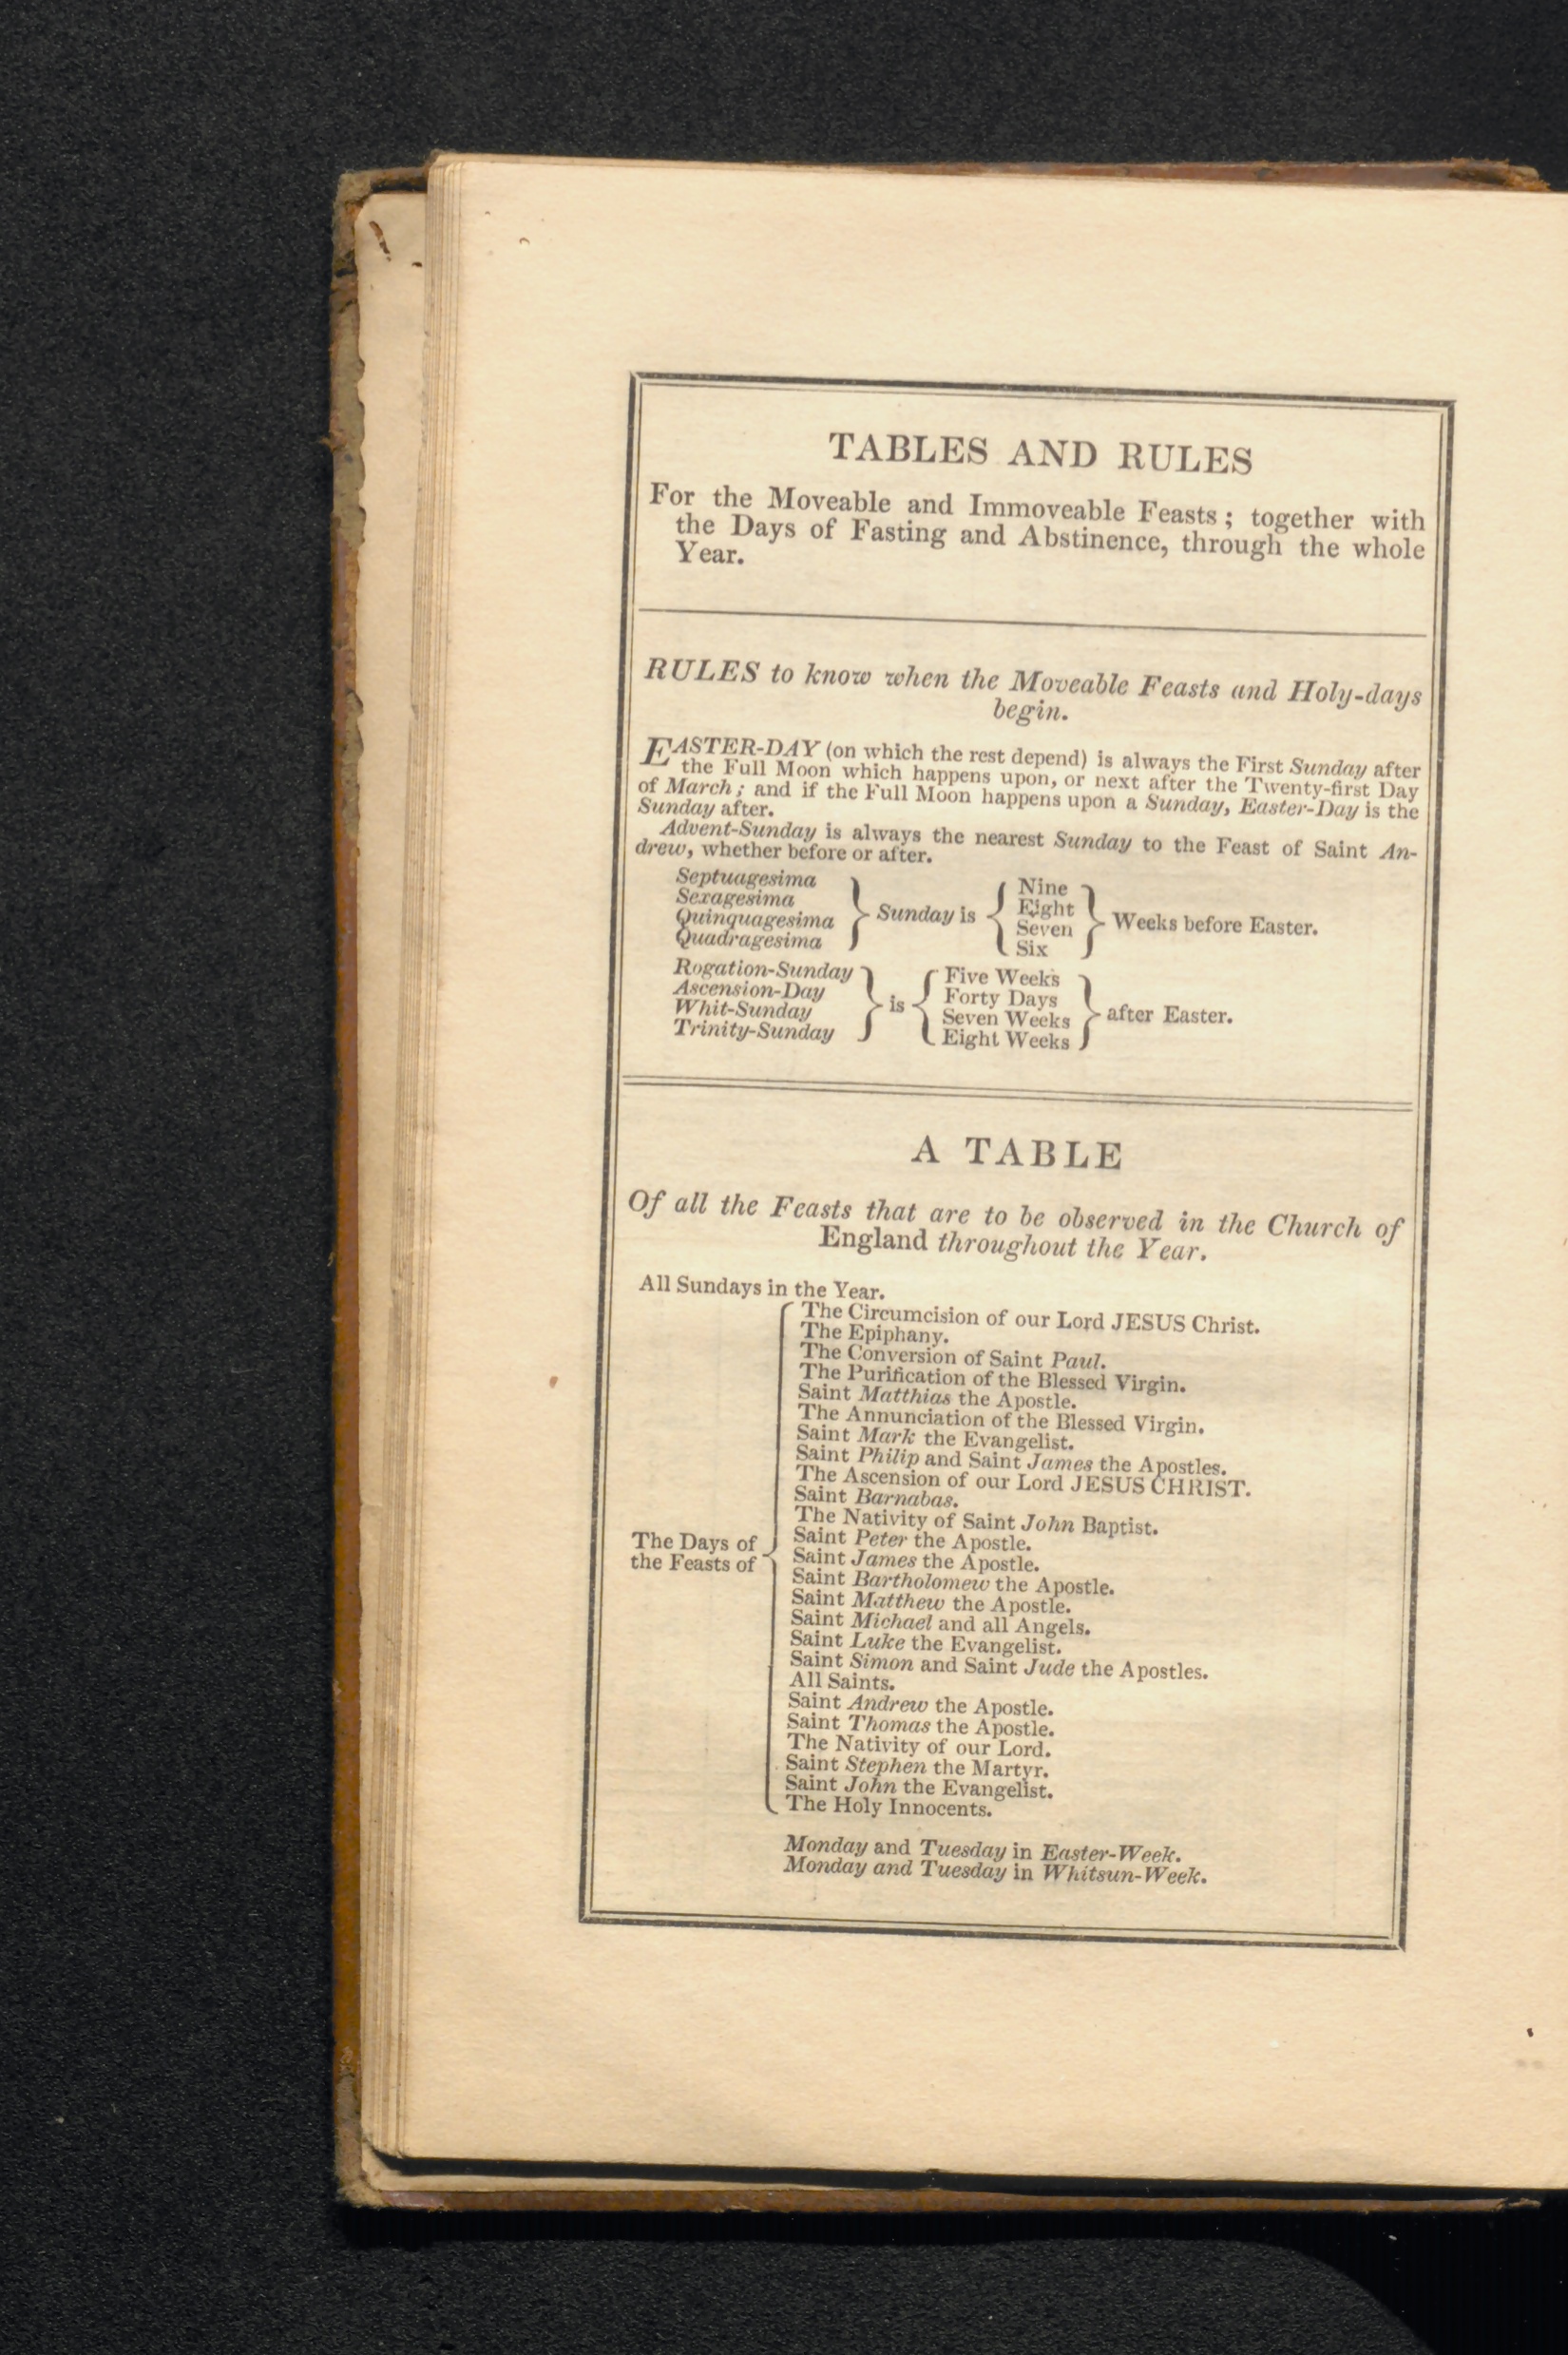 TABLES AND RULES
For the Moveable and Immoveable Feasts; together with
the Days of Fasting and Abstinence, through the whole
Year.
RULES to know when the Moveable Feasts and Holy-days
begin.
EASTER-DAY (on which the rest depend) is always the First Sunday after
the Full Moon which happens upon, or next after the Twenty-first Day
of March; and if the Full Moon happens upon a Sunday, Easter-Day is the
Sunday after.
Advent-Sunday is always the nearest Sunday to the Feast of Saint An-
drew, whether before or after.
Septuagesima
Sexagesima
Quinquagesima
Quadragesima
Sunday is
Nine
Eight
Seven
Six
Weeks before Easter.
Rogation-Sunday
Ascension-Day
Whit-Sunday
Trinity-Sunday
is
Five Weeks
Forty Days
Seven Weeks
Eight Weeks
after Easter.
A TABLE
Of all the Feasts that are to be observed in the Church of
England throughout the Year.
All Sundays in the Year.
The Days of
the Feasts of
The Circumcision of our Lord JESUS Christ.
The Epiphany.
The Conversion of Saint Paul.
The Purification of the Blessed Virgin.
Saint Matthias the Apostle.
The Annunciation of the Blessed Virgin.
Saint Mark the Evangelist.
Saint Philip and Saint James the Apostles.
The Ascension of our Lord JESUS CHRIST.
Saint Barnabas.
The Nativity of Saint John Baptist.
Saint Peter the Apostle.
Saint James the Apostle.
Saint Bartholomew the Apostle.
Saint Matthew the Apostle.
Saint Michael and all Angels.
Saint Luke the Evangelist.
Saint Simon and Saint Jude the Apostles.
All Saints.
Saint Andrew the Apostle.
Saint Thomas the Apostle.
The Nativity of our Lord.
Saint Stephen the Martyr.
Saint John the Evangelist.
The Holy Innocents.
Monday and Tuesday in Easter-Week.
Monday and Tuesday in Whitsun-Week.